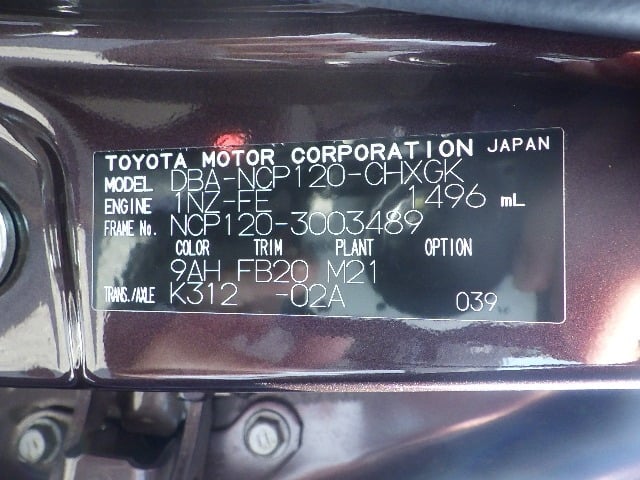 TOYOTA MOTOR CORPORATION JAPAN
MODEL DBA-NCP120-CHXGK
ENGINE 1NZ-FE 1496 mL
FRAME No. NCP120-3003489
COLOR TRIM PLANT OPTION
9AH FB20 M21
TRANS./AXLE K312 -02A 039